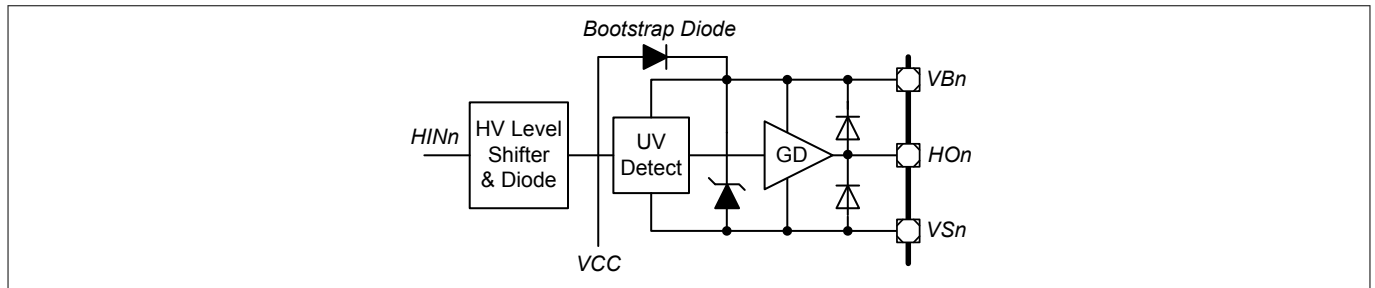 Bootstrap Diode
VBn
HINn
HV Level
Shifter
& Diode
UV
Detect
GD
HOn
VSn
VCC